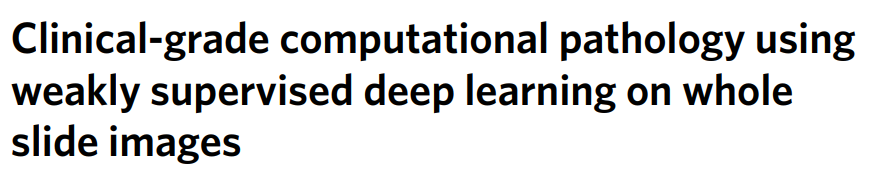 Clinical-grade computational pathology using
weakly supervised deep learning on whole
slide images